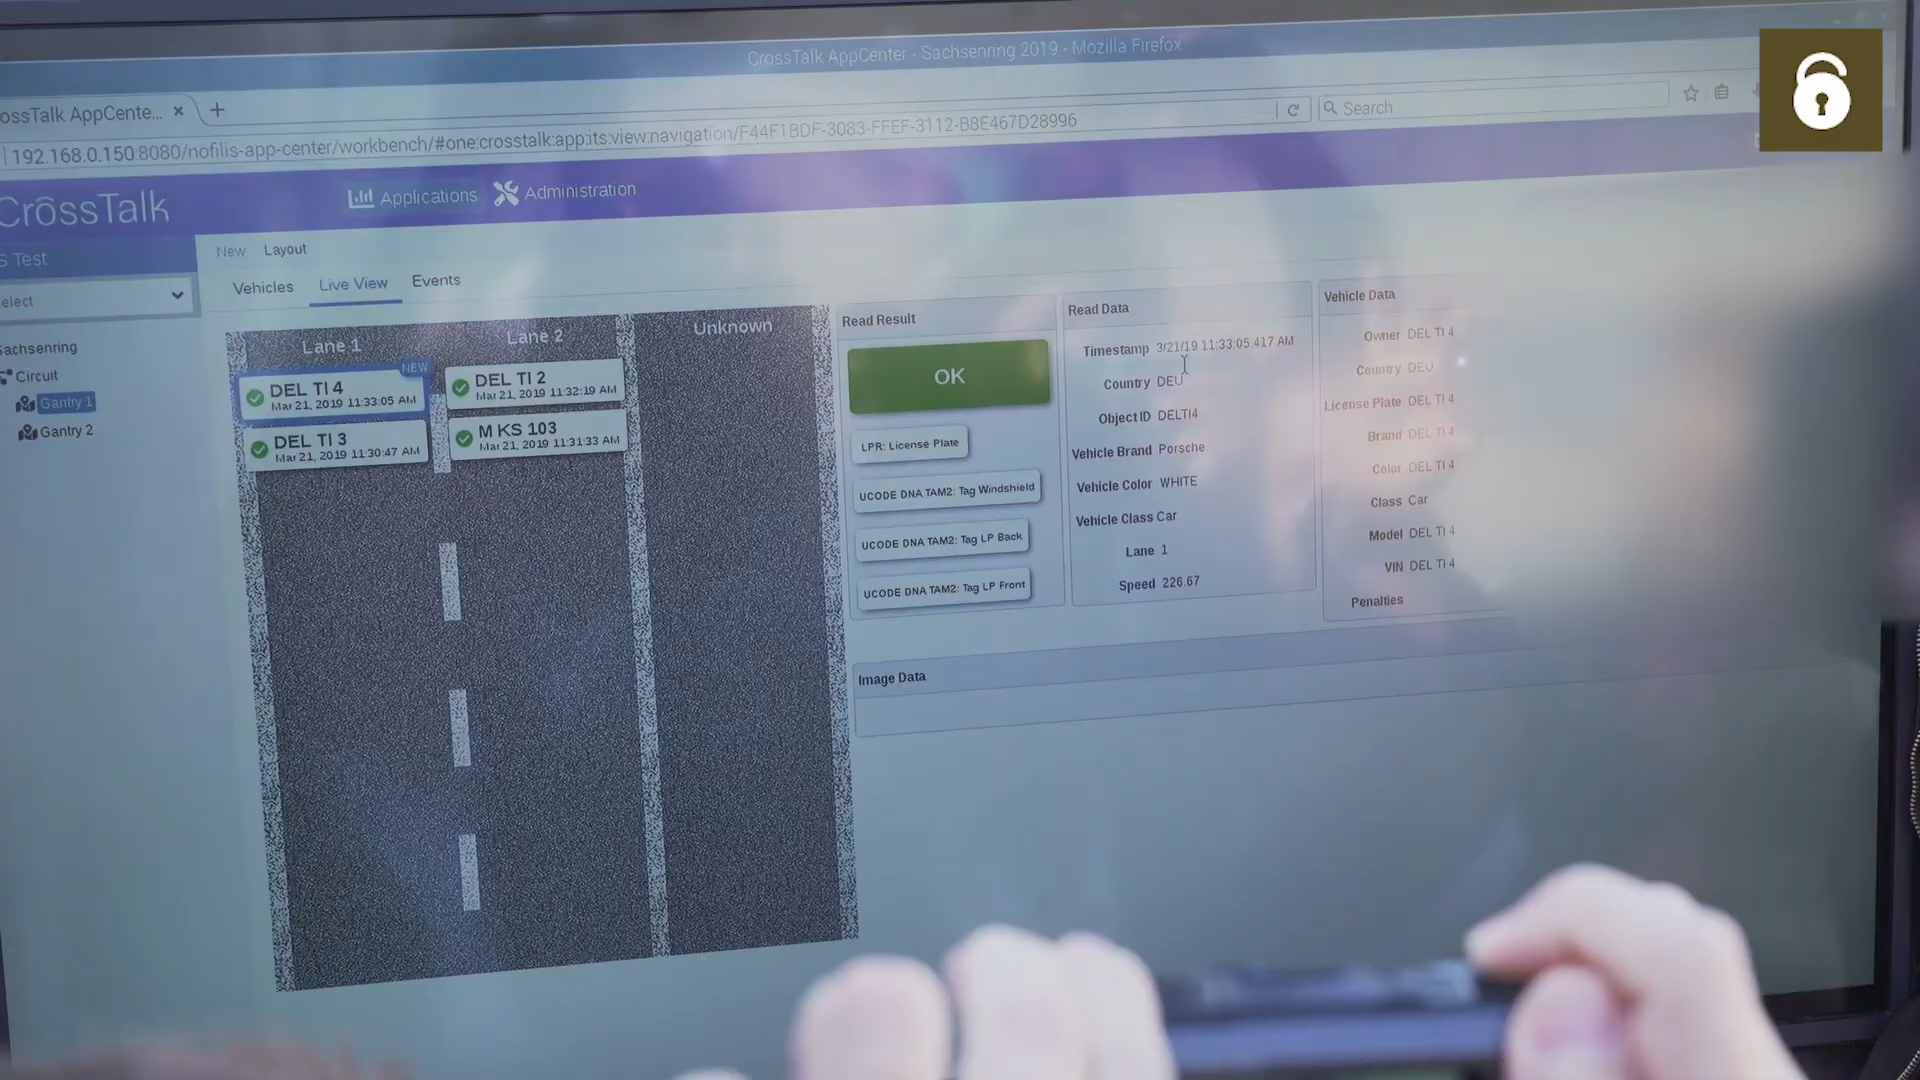 CrossTalk AppCenter - Sachsenring 2019 - Mozilla Firefox
ossTalk AppCente...
192.168.0.150:8080/nofilis-app-center/workbench/#one:crosstalk:app:its:view:navigation/F44F1BDF-3083-FFEF-3112-B8E467D28996
Search
CrossTalk
Applications
Administration
S Test
elect
achsenring
Circuit
Gantry 1
Gantry 2
New Layout
Vehicles Live View Events
Lane 1
Lane 2
Unknown
NEW
DEL TI 4
Mar 21, 2019 11:33:05 AM
DEL TI 3
Mar 21, 2019 11:30:47 AM
DEL TI 2
Mar 21, 2019 11:32:19 AM
M KS 103
Mar 21, 2019 11:31:33 AM
Read Result
OK
LPR: License Plate
UCODE DNA TAM2: Tag Windshield
UCODE DNA TAM2: Tag LP Back
UCODE DNA TAM2: Tag LP Front
Read Data
Timestamp 3/21/19 11:33:05.417 AM
Country DEU
Object ID DELTI4
Vehicle Brand Porsche
Vehicle Color WHITE
Vehicle Class Car
Lane 1
Speed 226.67
Vehicle Data
Owner DEL TI 4
Country DEU
License Plate DEL TI 4
Brand DEL TI 4
Color DEL TI 4
Class Car
Model DEL TI 4
VIN DEL TI 4
Penalties
Image Data